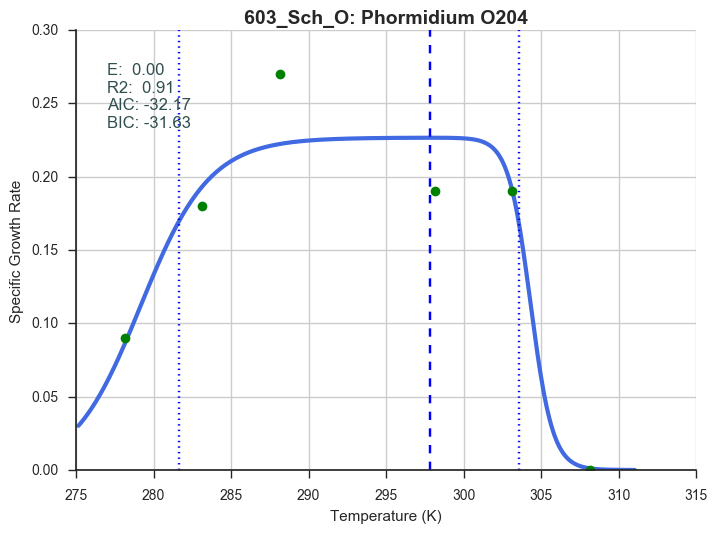 603_Sch_O: Phormidium O204
E: 0.00
R2: 0.91
AIC: -32.17
BIC: -31.63
Specific Growth Rate
0.30
0.25
0.20
0.15
0.10
0.05
0.00
275 280 285 290 295 300 305 310 315
Temperature (K)